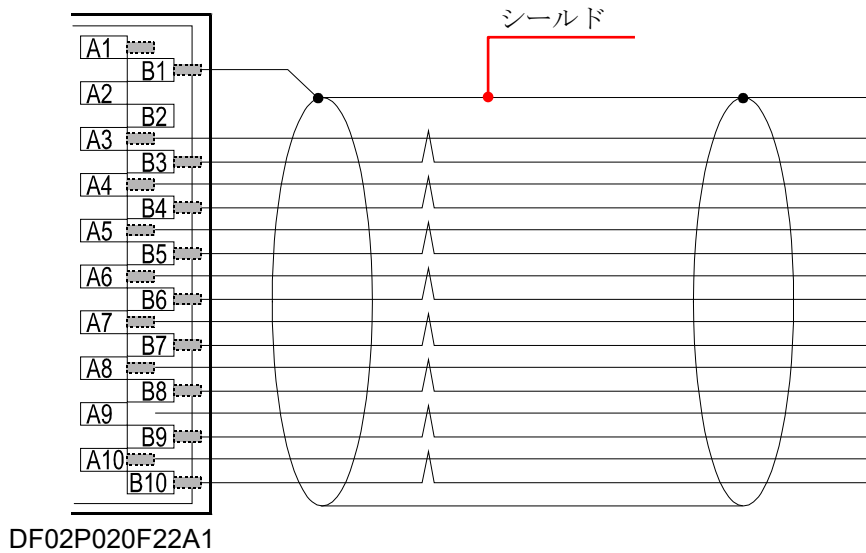 シールド
A1
B1
A2
B2
A3
B3
A4
B4
A5
B5
A6
B6
A7
B7
A8
B8
A9
B9
A10
B10
DF02P020F22A1